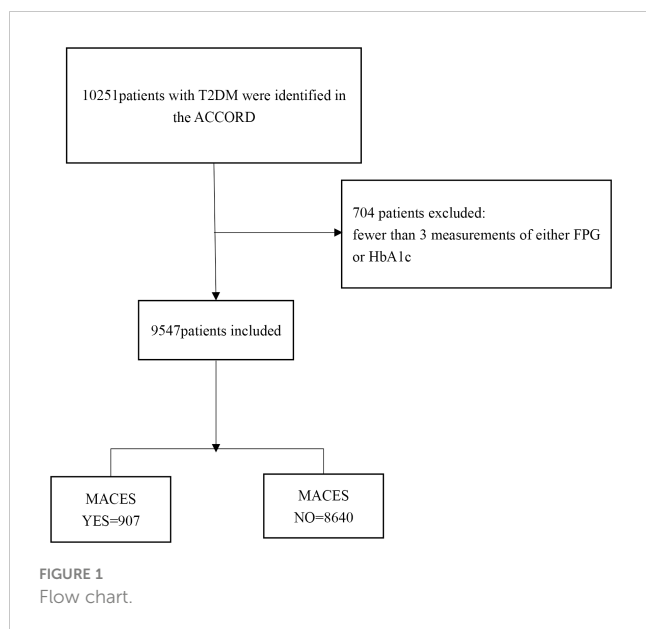 10251patients with T2DM were identified in
the ACCORD
704 patients excluded:
fewer than 3 measurements of either FPG
or HbA1c
9547patients included
MACES
YES=907
MACES
NO=8640
FIGURE 1
Flow chart.